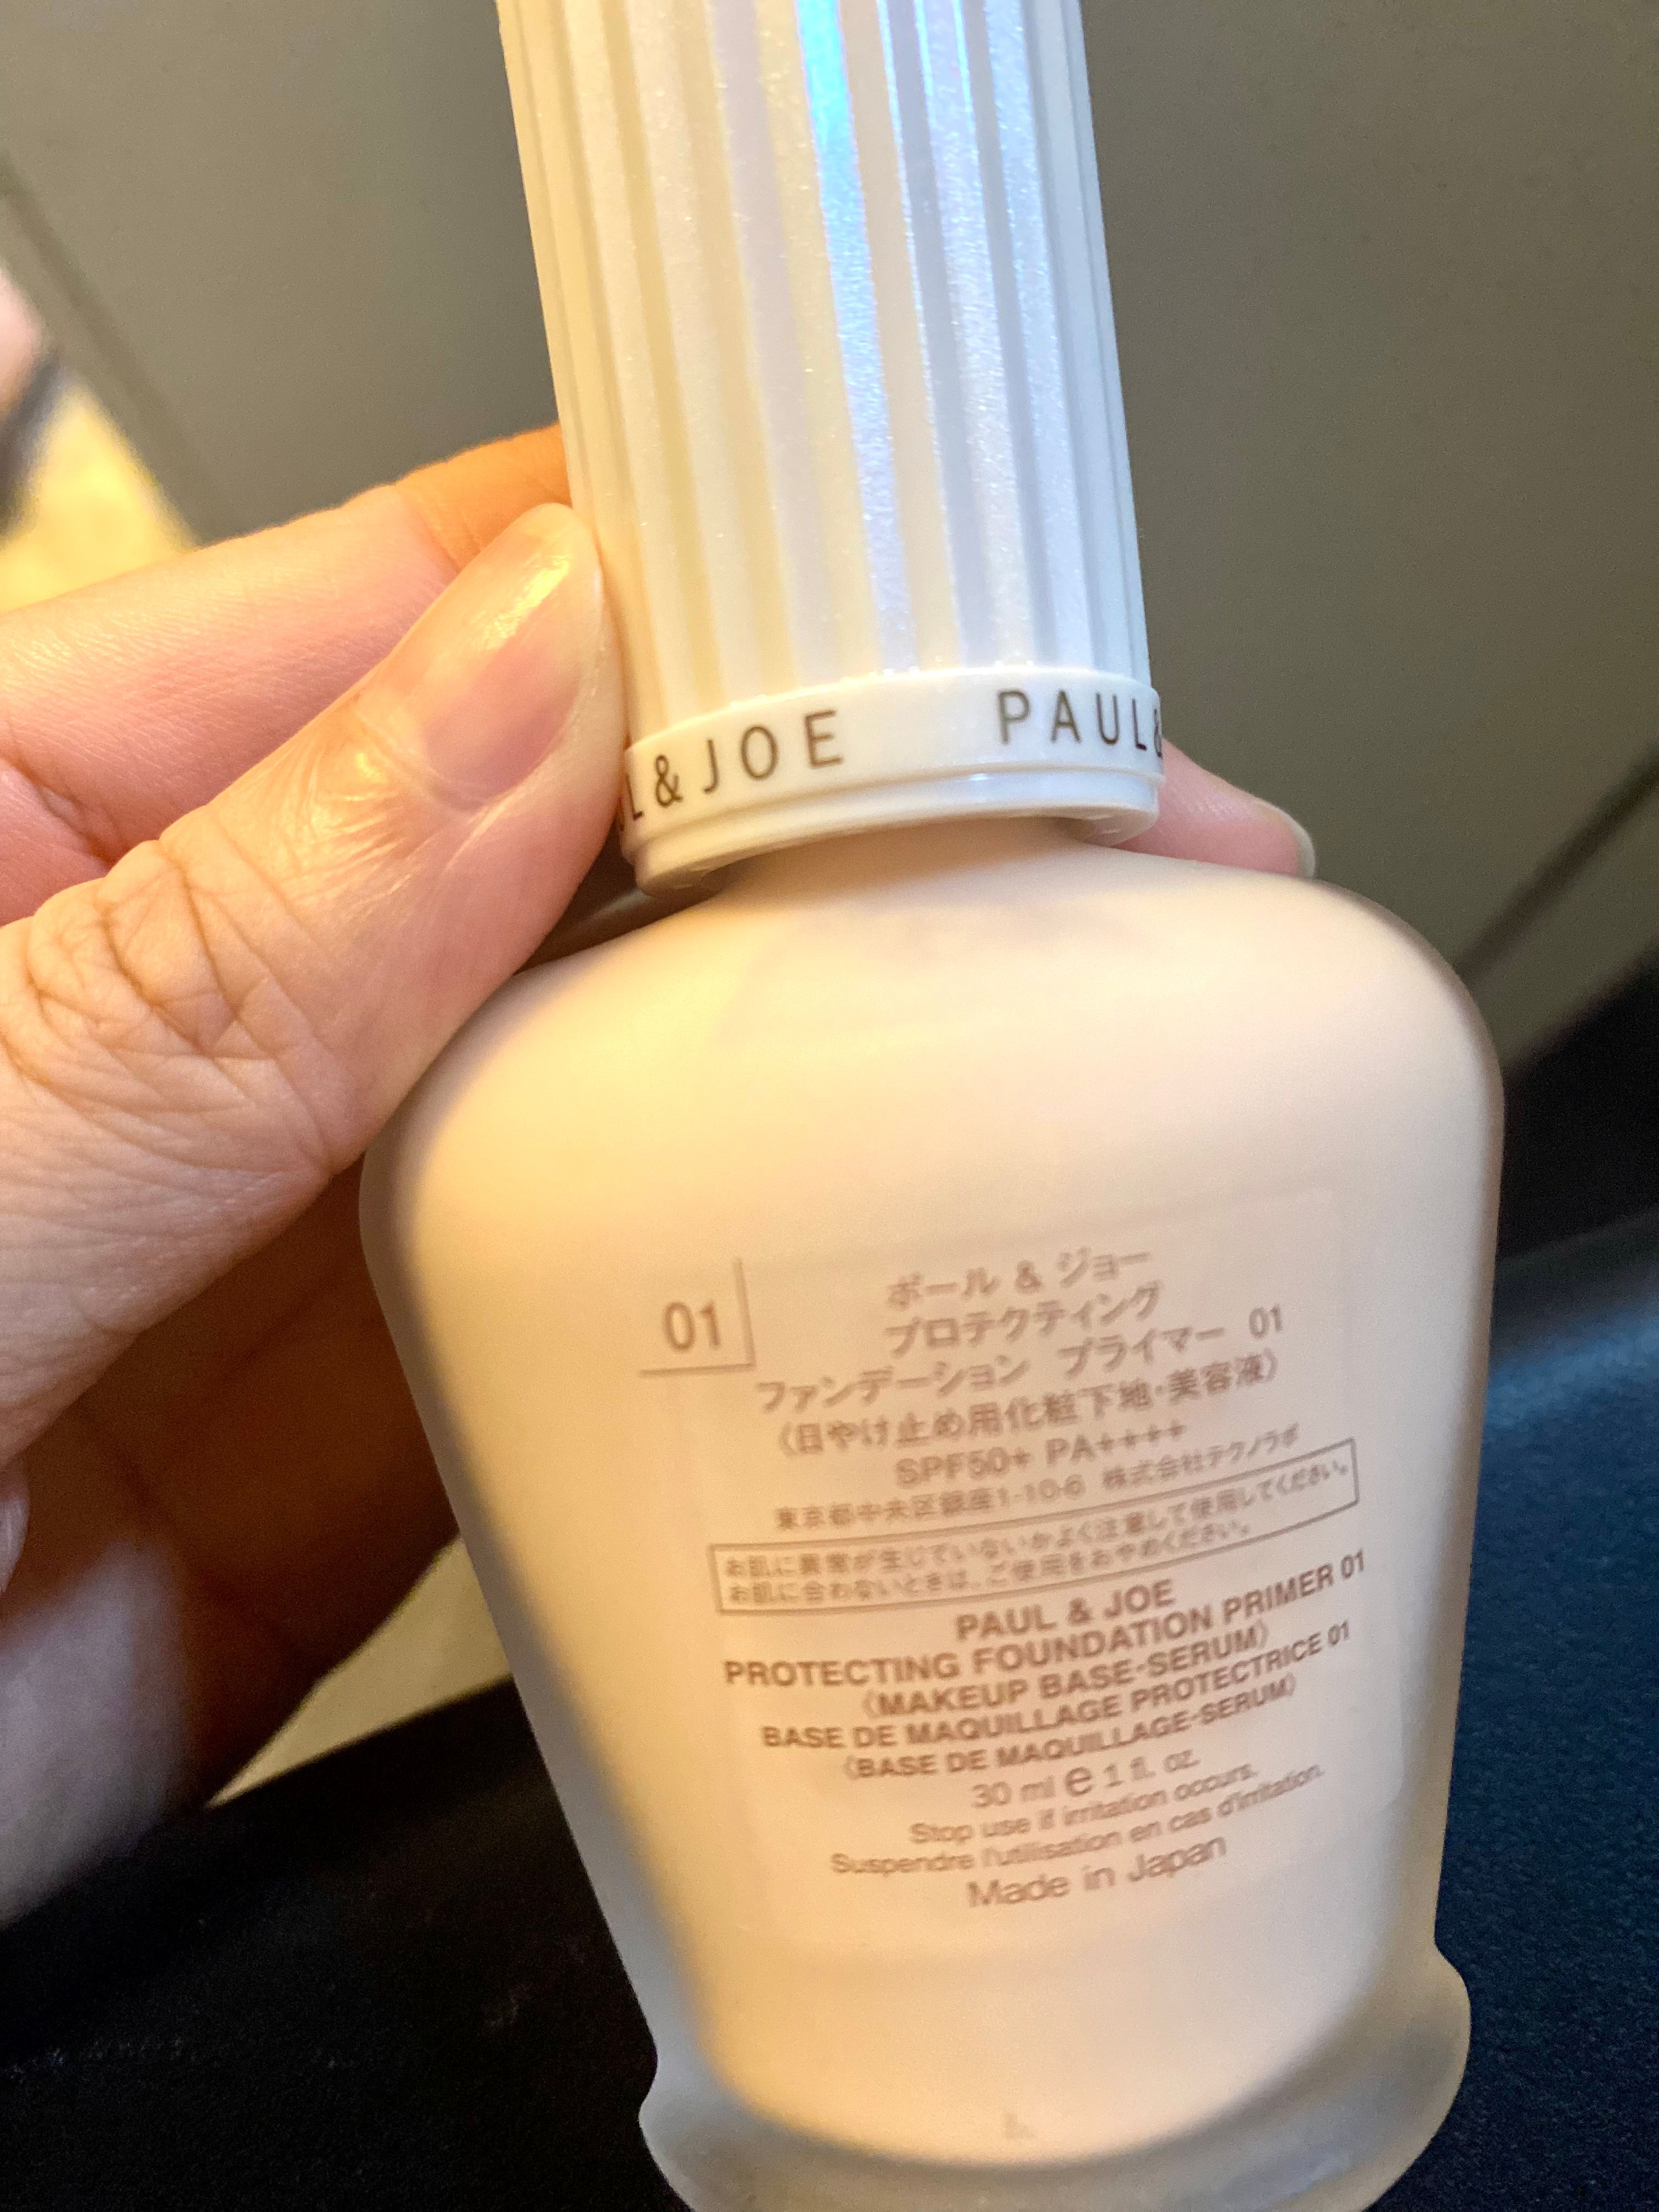 L & JOE PAUL &
01
ポール & ジョー
プロテクティング
ファンデーション プライマー 01
〈日やけ止め用化粧下地・美容液〉
SPF50+ PA++++
東京都中央区銀座1-10-6 株式会社テクノラボ
お肌に異常が生じていないかよく注意して使用してください。
お肌に合わないときは、ご使用をおやめください。
PAUL & JOE
PROTECTING FOUNDATION PRIMER 01
〈MAKEUP BASE-SERUM〉
BASE DE MAQUILLAGE PROTECTRICE 01
〈BASE DE MAQUILLAGE-SERUM〉
30 ml e 1 fl. oz.
Stop use if irritation occurs.
Suspendre l'utilisation en cas d'irritation.
Made in Japan